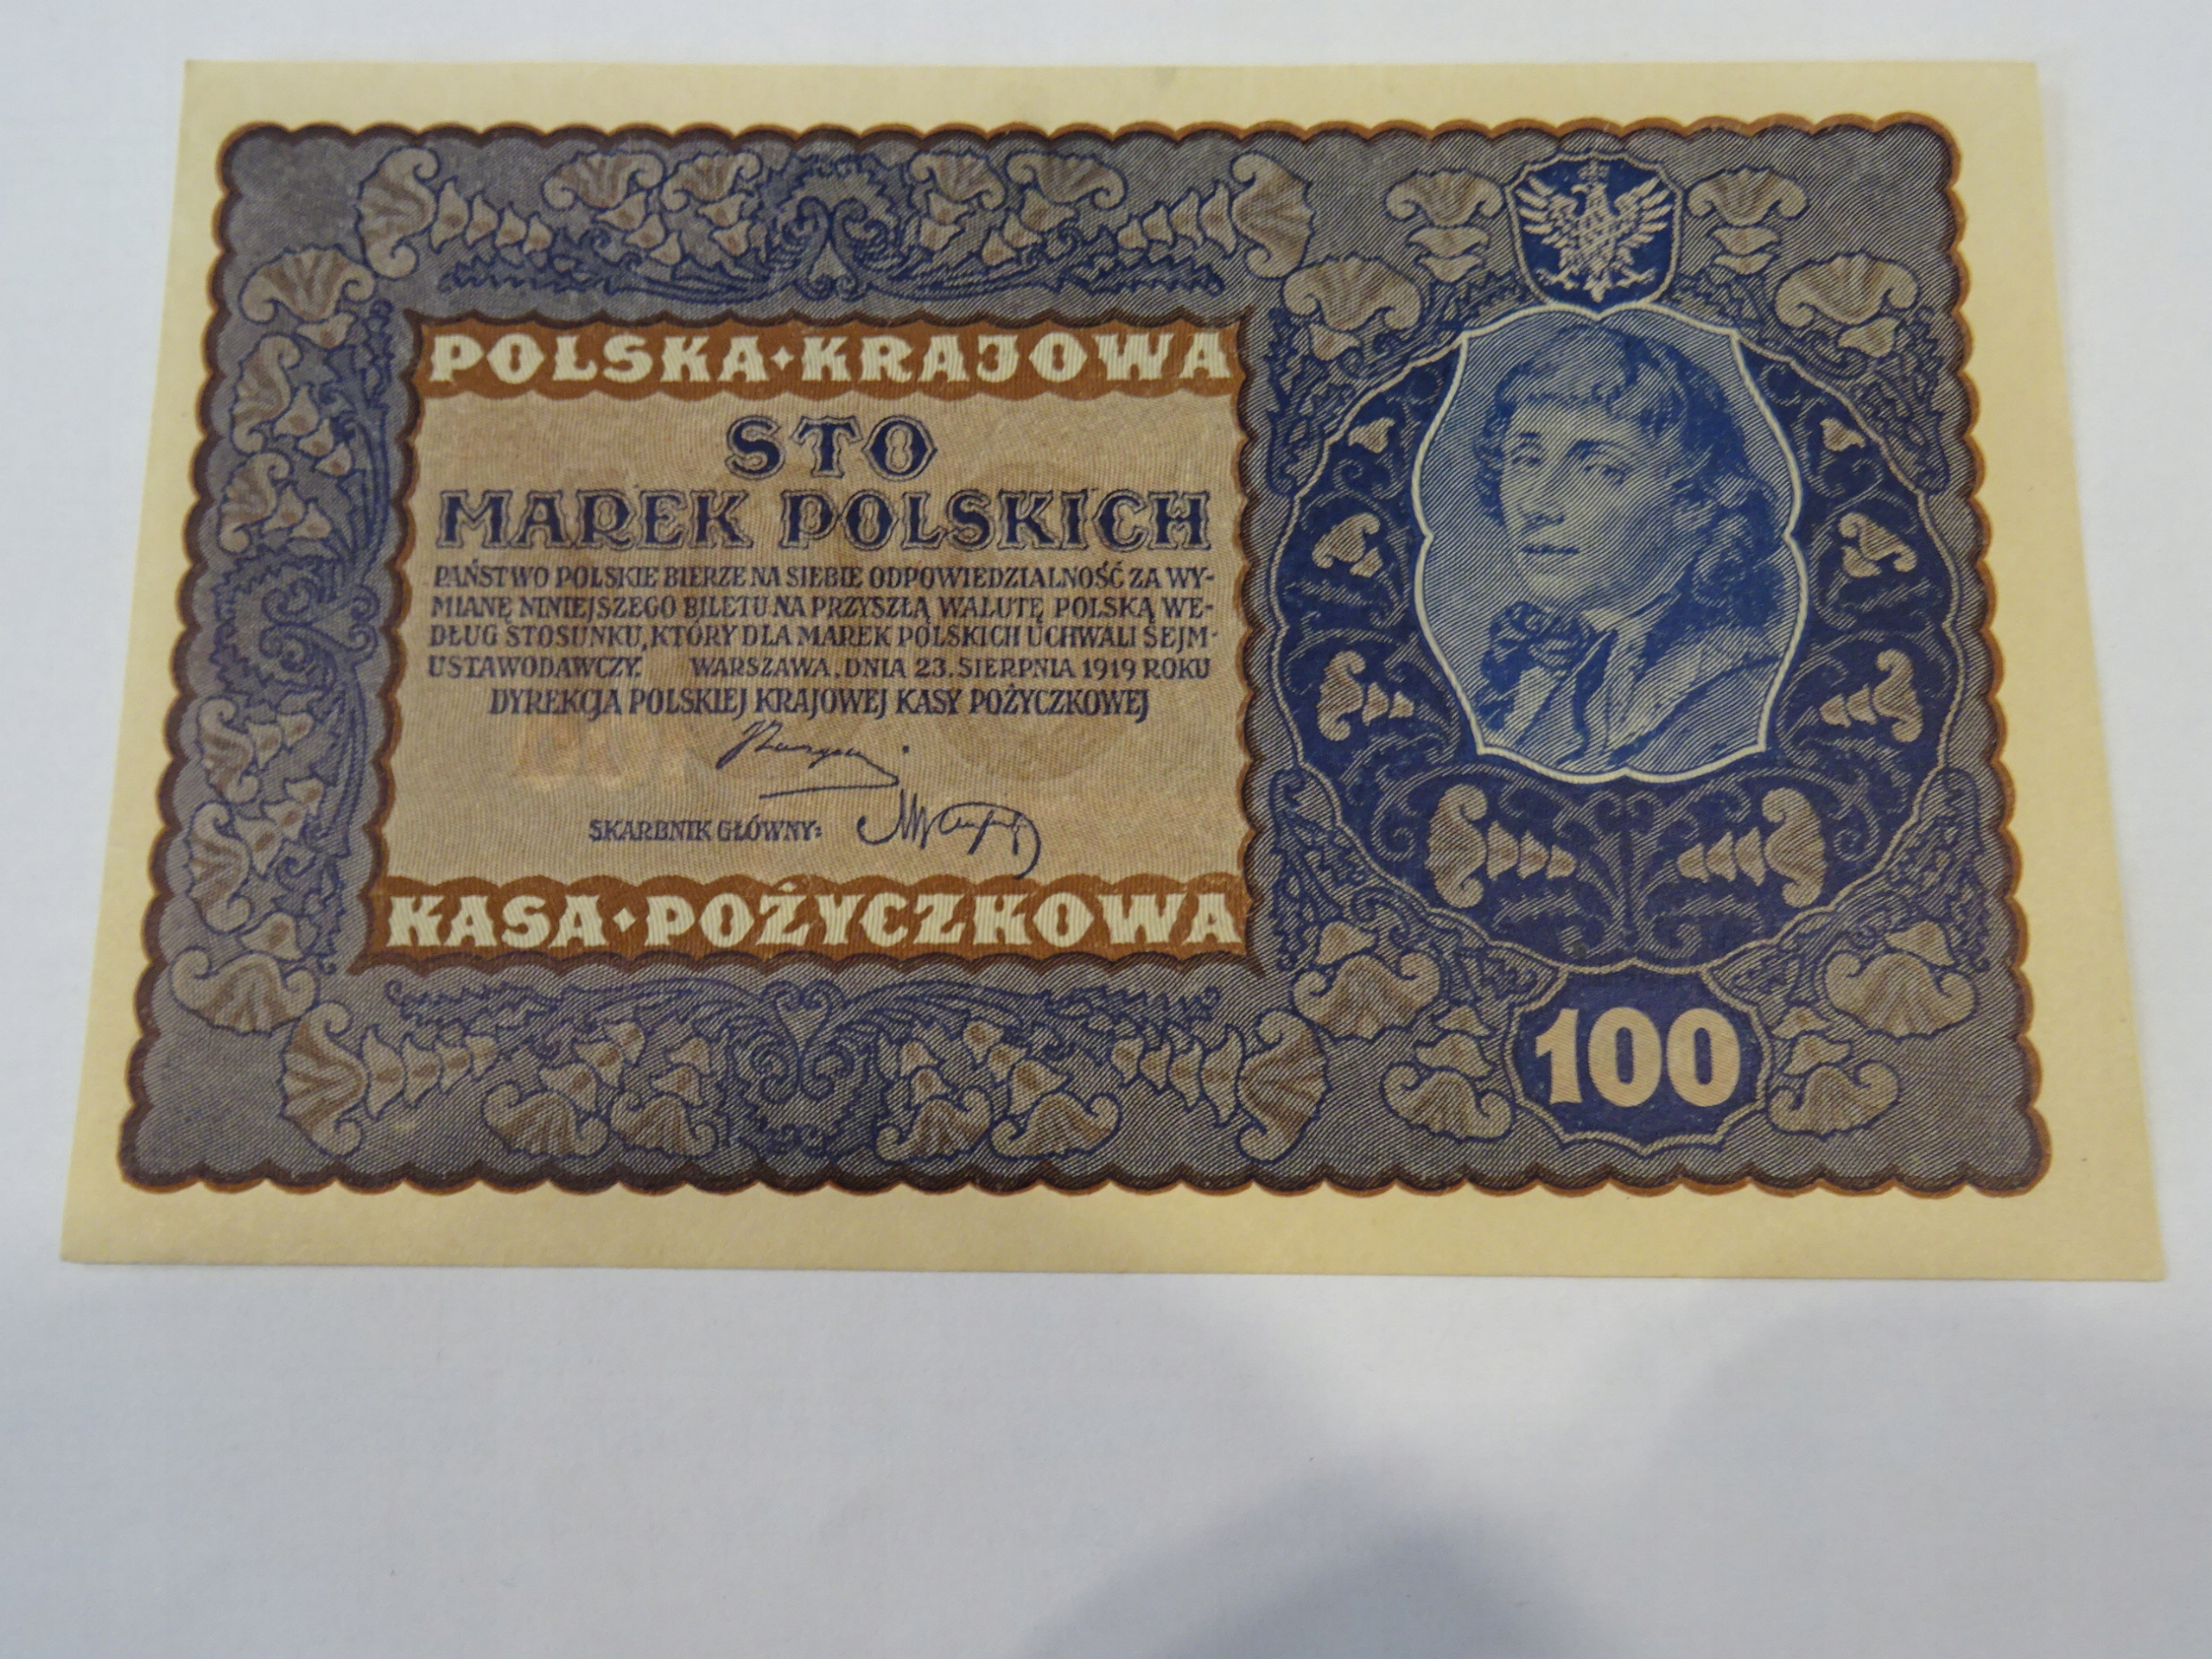 POLSKA·KRAJOWA
STO
MAREK POLSKICH
PAŃSTWO POLSKIE BIERZE NA SIEBIE ODPOWIEDZIALNOŚĆ ZA WY-
MIANĘ NINIEJSZEGO BILETU NA PRZYSZŁĄ WALUTĘ POLSKĄ WE-
DŁUG STOSUNKU, KTÓRY DLA MAREK POLSKICH UCHWALI SEJM-
USTAWODAWCZY. WARSZAWA, DNIA 23. SIERPNIA 1919 ROKU
DYREKCJA POLSKIEJ KRAJOWEJ KASY POŻYCZKOWEJ
SKARBNIK GŁÓWNY:
KASA·POŻYCZKOWA
100